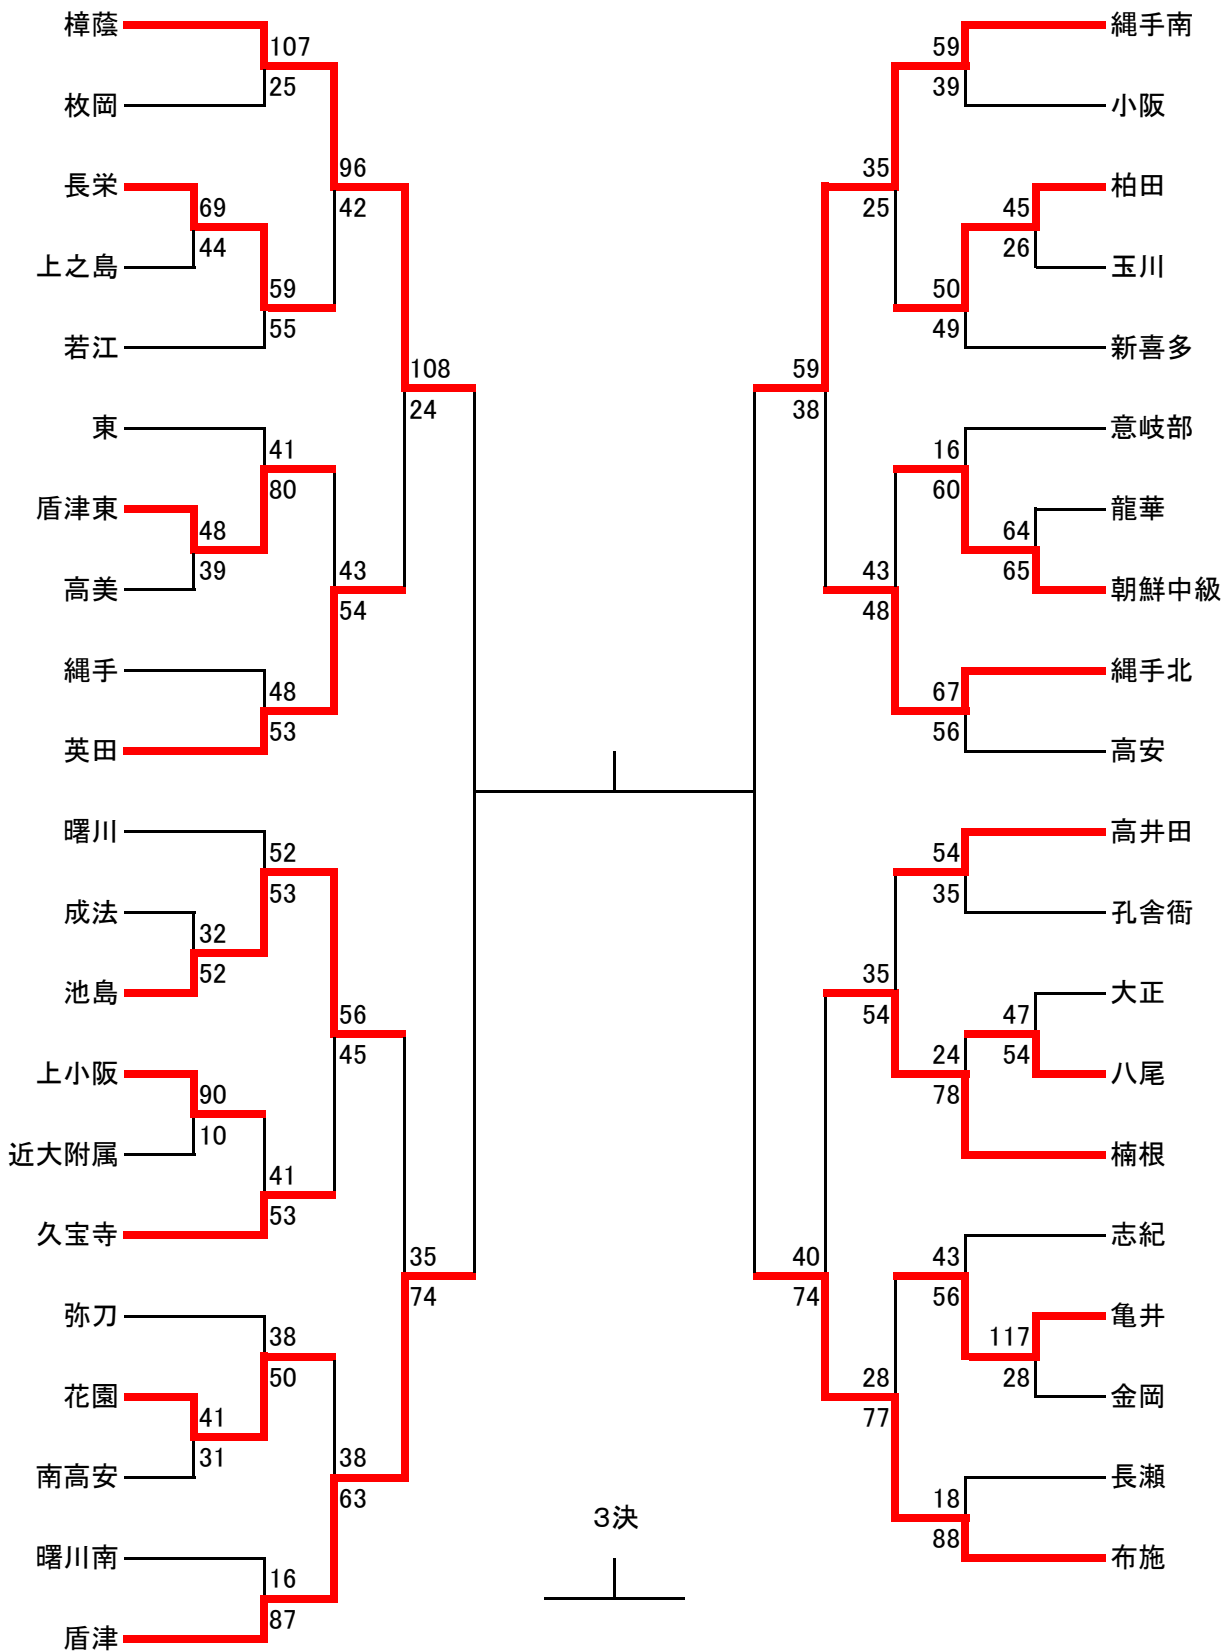 樟蔭
107
25
枚岡
96
42
長栄
69
44
上之島
59
55
若江
108
24
東
41
80
盾津東
48
39
高美
43
54
縄手
48
53
英田
曙川
52
53
成法
32
52
池島
56
45
上小阪
90
10
近大附属
41
53
久宝寺
35
74
弥刀
38
50
花園
41
31
南高安
38
63
曙川南
16
87
盾津
縄手南
59
39
小阪
35
25
柏田
45
26
玉川
50
49
新喜多
59
38
意岐部
16
60
龍華
64
65
朝鮮中級
43
48
縄手北
67
56
高安
高井田
54
35
孔舎衙
35
54
大正
47
54
八尾
24
78
楠根
40
74
志紀
43
56
亀井
117
28
金岡
28
77
長瀬
18
88
布施
3決